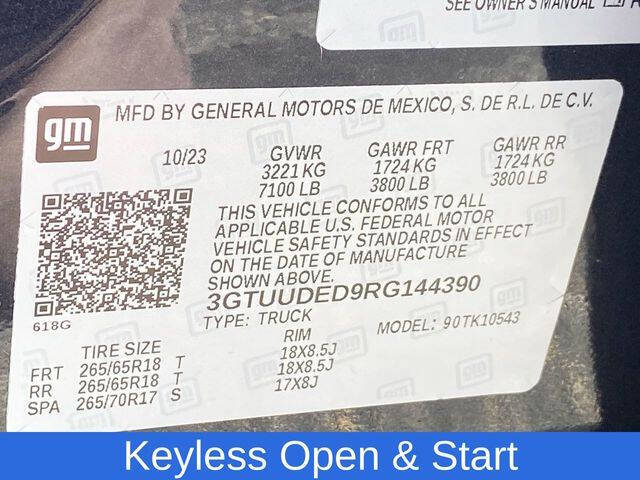 SEE OWNER'S MANUAL
gm
MFD BY GENERAL MOTORS DE MEXICO, S. DE R.L. DE C.V.
10/23 GVWR GAWR FRT GAWR RR
3221 KG 1724 KG 1724 KG
7100 LB 3800 LB 3800 LB
THIS VEHICLE CONFORMS TO ALL
APPLICABLE U.S. FEDERAL MOTOR
VEHICLE SAFETY STANDARDS IN EFFECT
ON THE DATE OF MANUFACTURE
SHOWN ABOVE.
3GTUUDED9RG144390
618G TYPE: TRUCK MODEL: 90TK10543
TIRE SIZE RIM
FRT 265/65R18 T 18X8.5J
RR 265/65R18 T 18X8.5J
SPA 265/70R17 S 17X8J
Keyless Open & Start